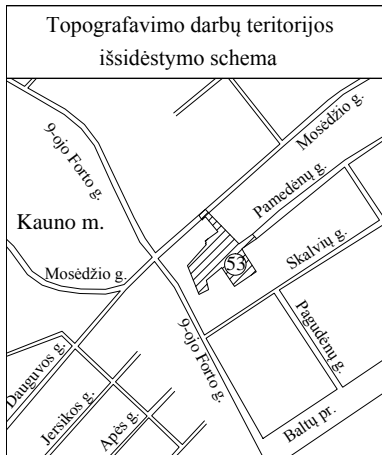 Topografavimo darbų teritorijos
išsidėstymo schema
Mosėdžio g.
9-ojo Forto g.
Pamedėnų g.
Kauno m.
Skalvių g.
53
Mosėdžio g.
9-ojo Forto g.
Pagudėnų g.
Dauguvos g.
Jersikos g.
Apės g.
Baltų pr.